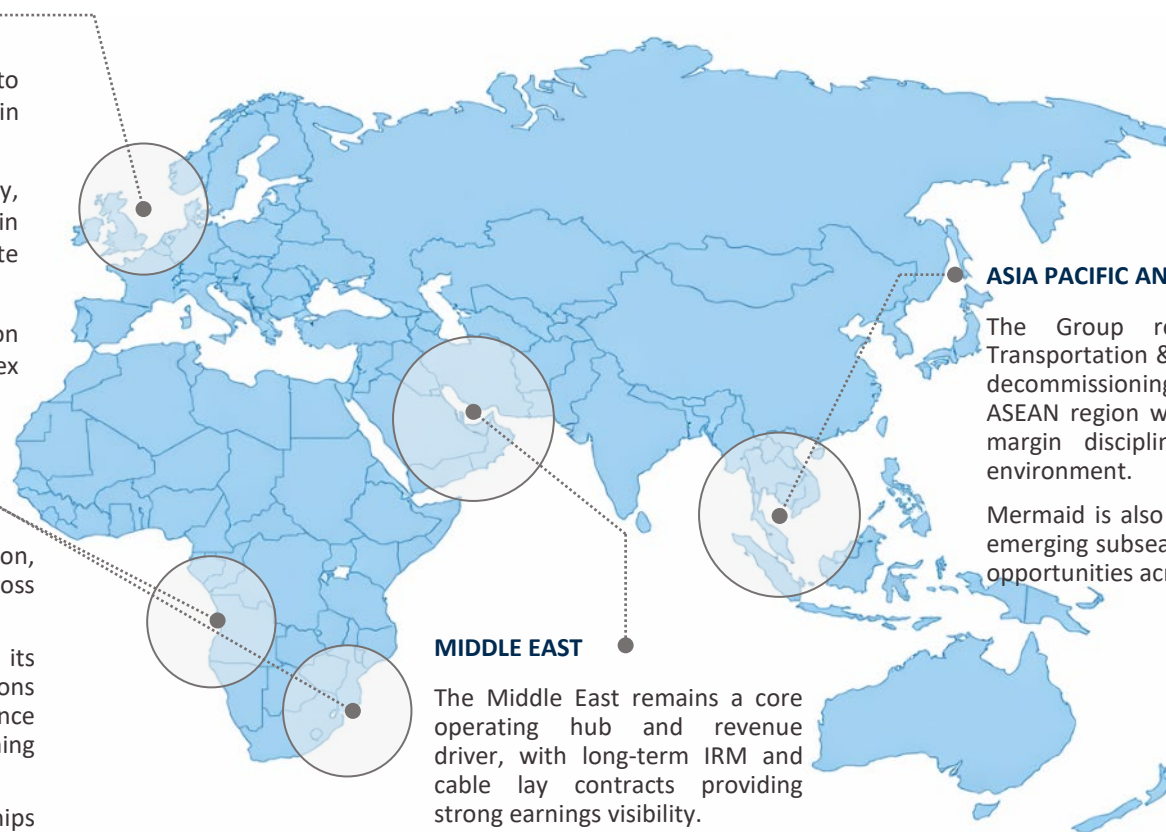 to
in
y,
in
te
on
ex
on,
oss
its
ons
nce
ning
hips
MIDDLE EAST
The Middle East remains a core
operating hub and revenue
driver, with long-term IRM and
cable lay contracts providing
strong earnings visibility.
ASIA PACIFIC AN
The Group re
Transportation &
decommissioning
ASEAN region w
margin disciplin
environment.
Mermaid is also
emerging subsea
opportunities acr